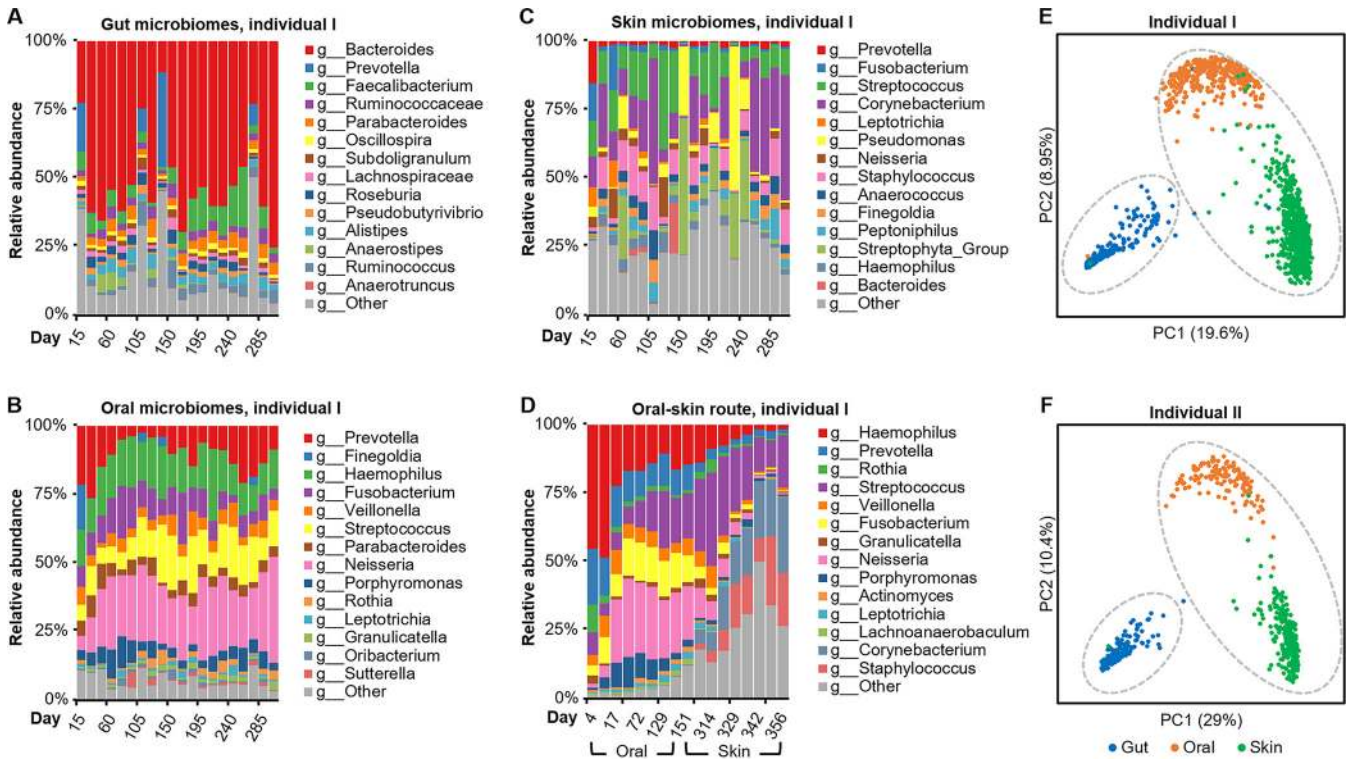 A
Gut microbiomes, individual I
100%
75%
50%
25%
0%
Relative abundance
Day
15
60
105
150
195
240
285
g__Bacteroides
g__Prevotella
g__Faecalibacterium
g__Ruminococcaceae
g__Parabacteroides
g__Oscillospira
g__Subdoligranulum
g__Lachnospiraceae
g__Roseburia
g__Pseudobutyrivibrio
g__Alistipes
g__Anaerostipes
g__Ruminococcus
g__Anaerotruncus
g__Other
C
Skin microbiomes, individual I
100%
75%
50%
25%
0%
Relative abundance
Day
15
60
105
150
195
240
285
g__Prevotella
g__Fusobacterium
g__Streptococcus
g__Corynebacterium
g__Leptotrichia
g__Pseudomonas
g__Neisseria
g__Staphylococcus
g__Anaerococcus
g__Finegoldia
g__Peptoniphilus
g__Streptophyta_Group
g__Haemophilus
g__Bacteroides
g__Other
E
Individual I
PC2 (8.95%)
PC1 (19.6%)
B
Oral microbiomes, individual I
100%
75%
50%
25%
0%
Relative abundance
Day
15
60
105
150
195
240
285
g__Prevotella
g__Finegoldia
g__Haemophilus
g__Fusobacterium
g__Veillonella
g__Streptococcus
g__Parabacteroides
g__Neisseria
g__Porphyromonas
g__Rothia
g__Leptotrichia
g__Granulicatella
g__Oribacterium
g__Sutterella
g__Other
D
Oral-skin route, individual I
100%
75%
50%
25%
0%
Relative abundance
Day
4
17
72
129
151
314
329
342
356
Oral
Skin
g__Haemophilus
g__Prevotella
g__Rothia
g__Streptococcus
g__Veillonella
g__Fusobacterium
g__Granulicatella
g__Neisseria
g__Porphyromonas
g__Actinomyces
g__Leptotrichia
g__Lachnoanaerobaculum
g__Corynebacterium
g__Staphylococcus
g__Other
F
Individual II
PC2 (10.4%)
PC1 (29%)
Gut
Oral
Skin